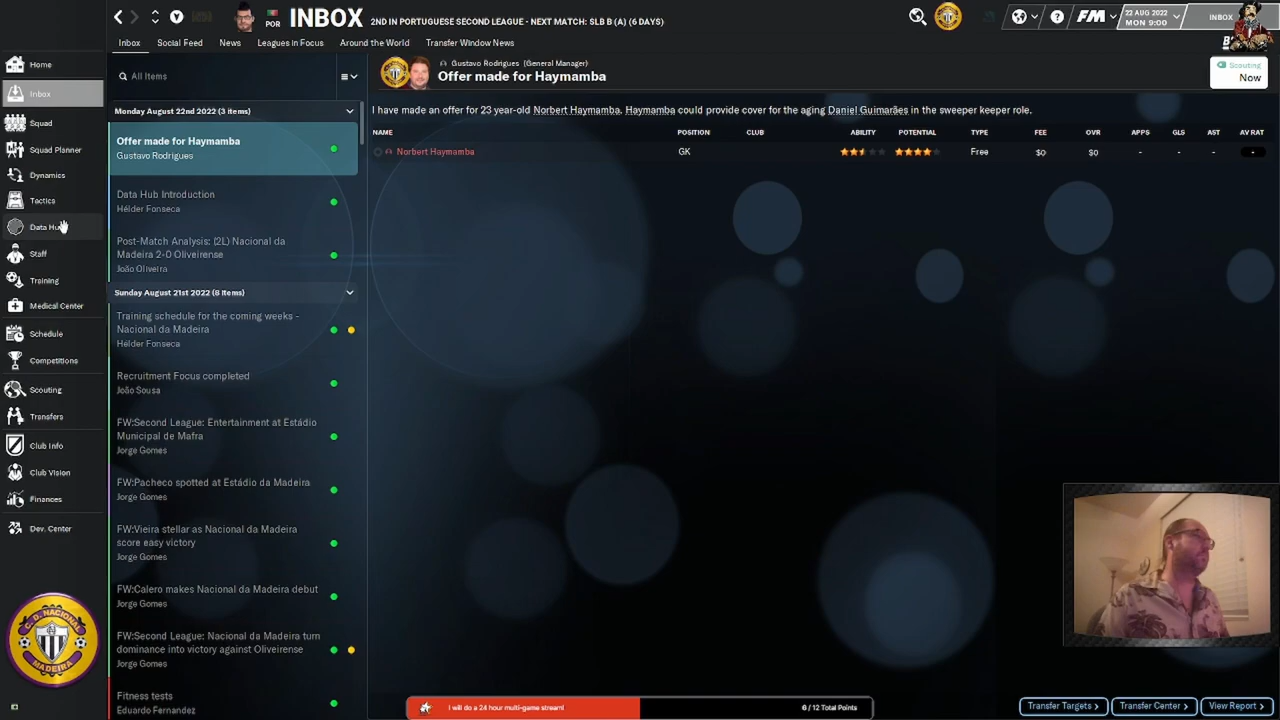 POR
INBOX
2ND IN PORTUGUESE SECOND LEAGUE - NEXT MATCH: SLB B (A) (6 DAYS)
FM
22 AUG 2022
MON 9:00
INBOX
Inbox
Social Feed
News
Leagues in Focus
Around the World
Transfer Window News
Home
Inbox
Squad
Squad Planner
Dynamics
Tactics
Data Hub
Staff
Training
Medical Center
Schedule
Competitions
Scouting
Transfers
Club Info
Club Vision
Finances
Dev. Center
All Items
Monday August 22nd 2022 (3 items)
Offer made for Haymamba
Gustavo Rodrigues
Data Hub Introduction
Hélder Fonseca
Post-Match Analysis: (2L) Nacional da
Madeira 2-0 Oliveirense
João Oliveira
Sunday August 21st 2022 (8 items)
Training schedule for the coming weeks -
Nacional da Madeira
Hélder Fonseca
Recruitment Focus completed
João Sousa
FW:Second League: Entertainment at Estádio
Municipal de Mafra
Jorge Gomes
FW:Pacheco spotted at Estádio da Madeira
Jorge Gomes
FW:Vieira stellar as Nacional da Madeira
score easy victory
Jorge Gomes
FW:Calero makes Nacional da Madeira debut
Jorge Gomes
FW:Second League: Nacional da Madeira turn
dominance into victory against Oliveirense
Jorge Gomes
Fitness tests
Eduardo Fernandez
Gustavo Rodrigues (General Manager)
Offer made for Haymamba
Scouting
Now
I have made an offer for 23 year-old Norbert Haymamba. Haymamba could provide cover for the aging Daniel Guimarães in the sweeper keeper role.
NAME POSITION CLUB ABILITY POTENTIAL TYPE FEE OVR APPS GLS AST AV RAT
Norbert Haymamba GK Free $0 $0 - - - -
I will do a 24 hour multi-game stream!
6 / 12 Total Points
Transfer Targets >
Transfer Center >
View Report >
C. D. NACIONAL
MADEIRA